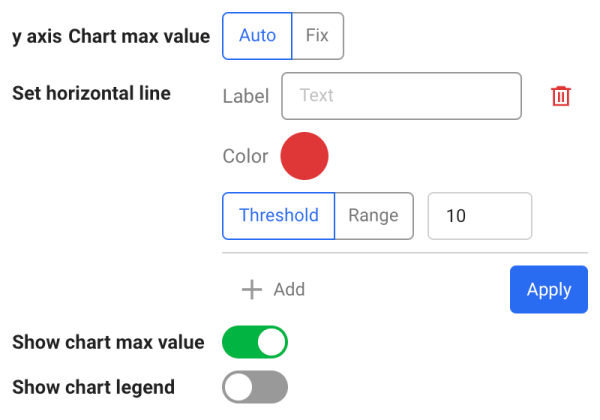 y axis Chart max value Auto Fix
Set horizontal line Label Text
Color
Threshold Range 10
Add Apply
Show chart max value
Show chart legend